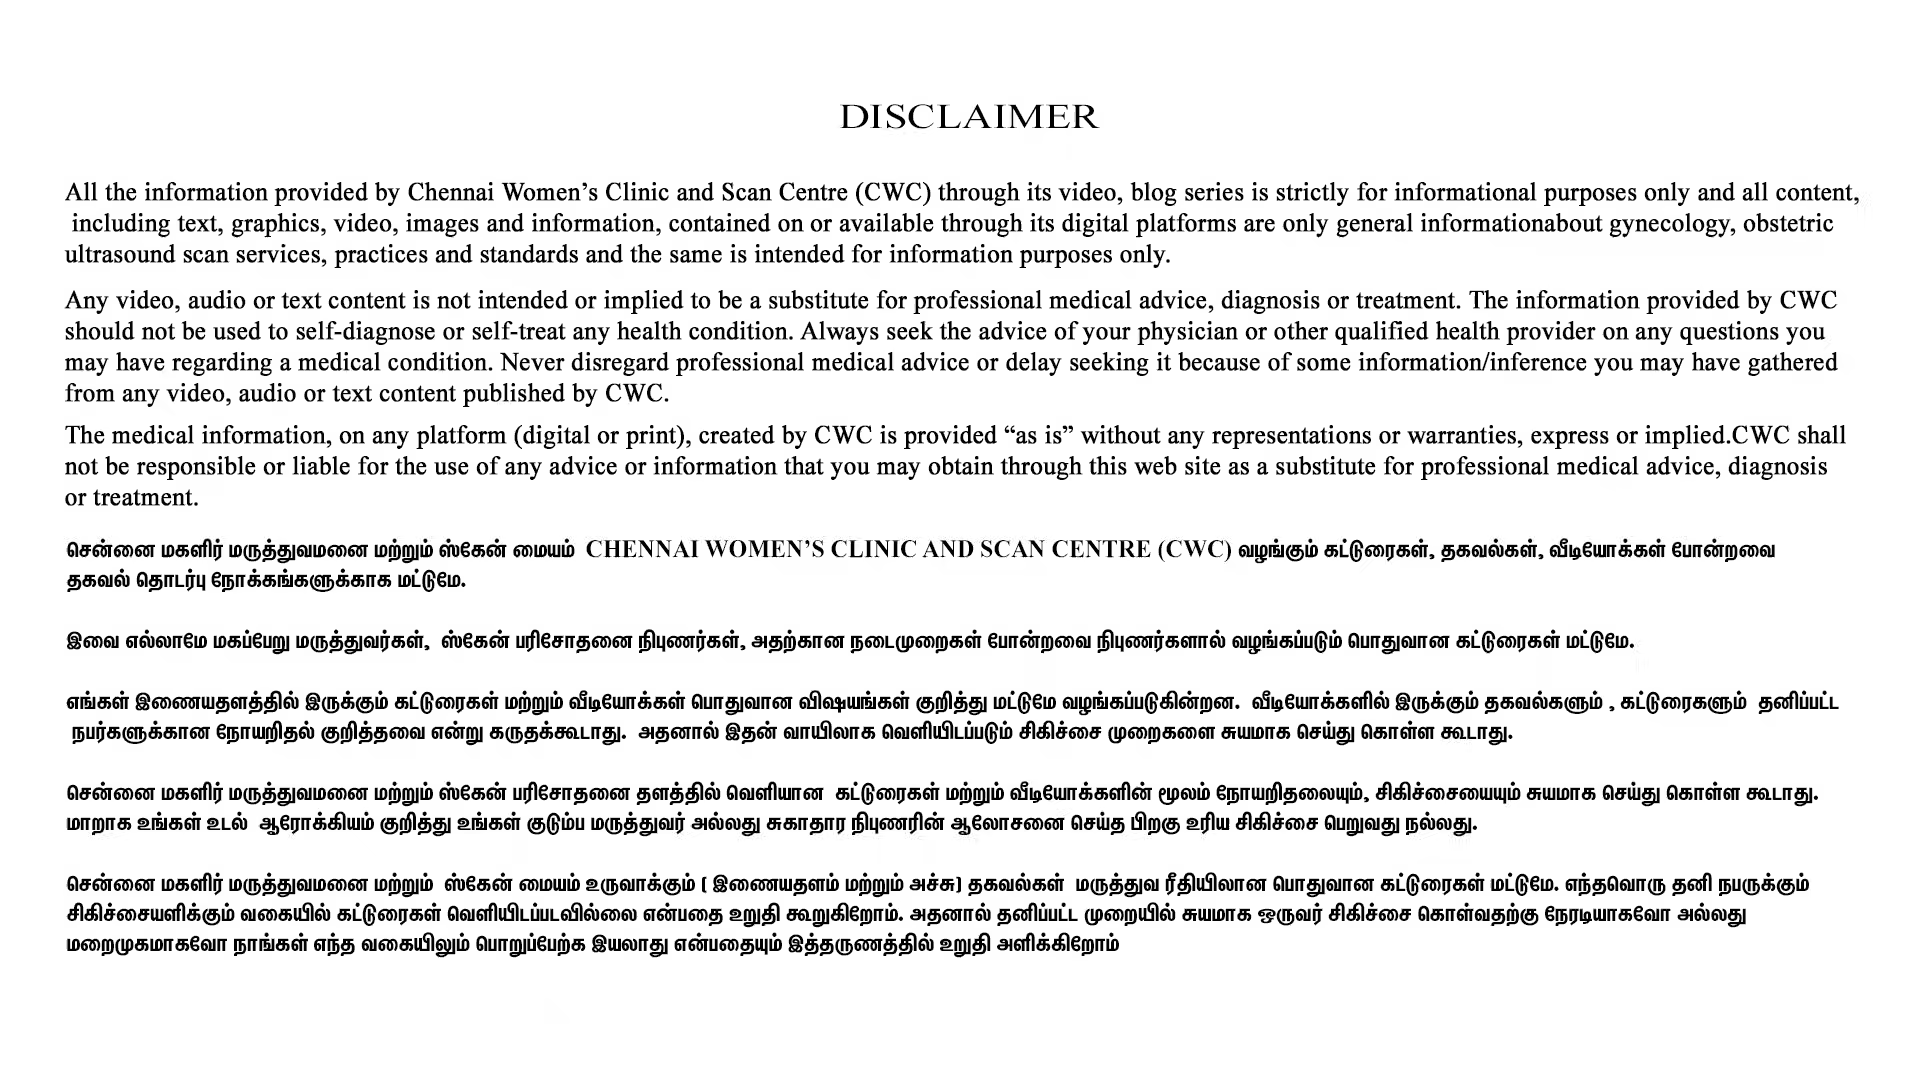 DISCLAIMER
All the information provided by Chennai Women’s Clinic and Scan Centre (CWC) through its video, blog series is strictly for informational purposes only and all content,
including text, graphics, video, images and information, contained on or available through its digital platforms are only general informationabout gynecology, obstetric
ultrasound scan services, practices and standards and the same is intended for information purposes only.
Any video, audio or text content is not intended or implied to be a substitute for professional medical advice, diagnosis or treatment. The information provided by CWC
should not be used to self-diagnose or self-treat any health condition. Always seek the advice of your physician or other qualified health provider on any questions you
may have regarding a medical condition. Never disregard professional medical advice or delay seeking it because of some information/inference you may have gathered
from any video, audio or text content published by CWC.
The medical information, on any platform (digital or print), created by CWC is provided “as is” without any representations or warranties, express or implied.CWC shall
not be responsible or liable for the use of any advice or information that you may obtain through this web site as a substitute for professional medical advice, diagnosis
or treatment.
சென்னை மகளிர் மருத்துவமனை மற்றும் ஸ்கேன் மையம் CHENNAI WOMEN’S CLINIC AND SCAN CENTRE (CWC) வழங்கும் கட்டுரைகள், தகவல்கள், வீடியோக்கள் போன்றவை
தகவல் தொடர்பு நோக்கங்களுக்காக மட்டுமே.
இவை எல்லாமே மகப்பேறு மருத்துவர்கள், ஸ்கேன் பரிசோதனை நிபுணர்கள், அதற்கான நடைமுறைகள் போன்றவை நிபுணர்களால் வழங்கப்படும் பொதுவான கட்டுரைகள் மட்டுமே.
எங்கள் இணையதளத்தில் இருக்கும் கட்டுரைகள் மற்றும் வீடியோக்கள் பொதுவான விஷயங்கள் குறித்து மட்டுமே வழங்கப்படுகின்றன. வீடியோக்களில் இருக்கும் தகவல்களும் , கட்டுரைகளும் தனிப்பட்ட
நபர்களுக்கான நோயறிதல் குறித்தவை என்று கருதக்கூடாது. அதனால் இதன் வாயிலாக வெளியிடப்படும் சிகிச்சை முறைகளை சுயமாக செய்து கொள்ள கூடாது.
சென்னை மகளிர் மருத்துவமனை மற்றும் ஸ்கேன் பரிசோதனை தளத்தில் வெளியான கட்டுரைகள் மற்றும் வீடியோக்களின் மூலம் நோயறிதலையும், சிகிச்சையையும் சுயமாக செய்து கொள்ள கூடாது.
மாறாக உங்கள் உடல் ஆரோக்கியம் குறித்து உங்கள் குடும்ப மருத்துவர் அல்லது சுகாதார நிபுணரின் ஆலோசனை செய்த பிறகு உரிய சிகிச்சை பெறுவது நல்லது.
சென்னை மகளிர் மருத்துவமனை மற்றும் ஸ்கேன் மையம் உருவாக்கும் ( இணையதளம் மற்றும் அச்சு) தகவல்கள் மருத்துவ ரீதியிலான பொதுவான கட்டுரைகள் மட்டுமே. எந்தவொரு தனி நபருக்கும்
சிகிச்சையளிக்கும் வகையில் கட்டுரைகள் வெளியிடப்படவில்லை என்பதை உறுதி கூறுகிறோம். அதனால் தனிப்பட்ட முறையில் சுயமாக ஒருவர் சிகிச்சை கொள்வதற்கு நேரடியாகவோ அல்லது
மறைமுகமாகவோ நாங்கள் எந்த வகையிலும் பொறுப்பேற்க இயலாது என்பதையும் இத்தருணத்தில் உறுதி அளிக்கிறோம்